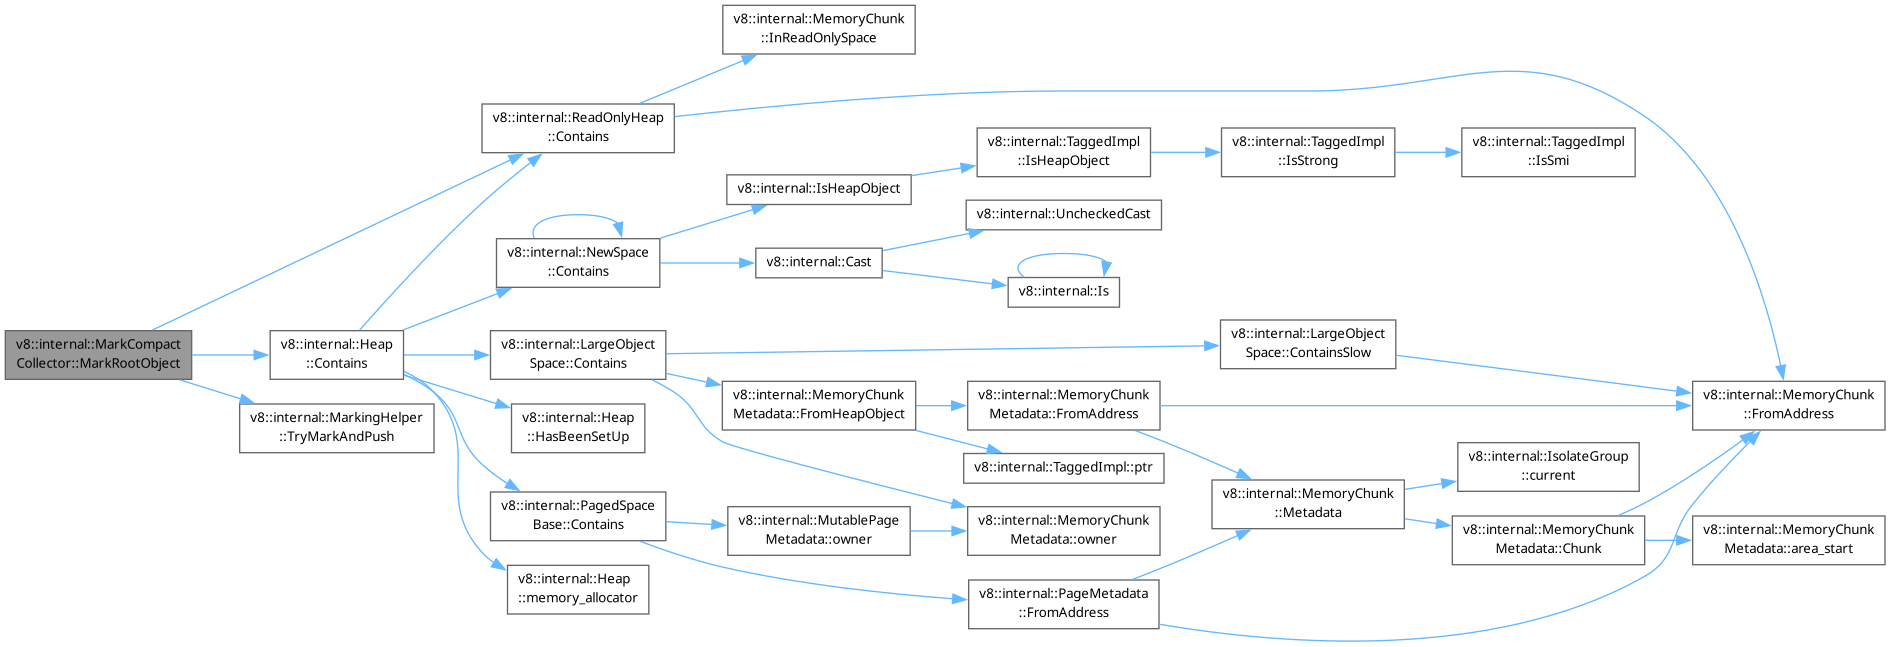 v8::internal::MarkCompact
Collector::MarkRootObject
v8::internal::ReadOnlyHeap
::Contains
v8::internal::MemoryChunk
::InReadOnlySpace
v8::internal::MemoryChunk
::FromAddress
v8::internal::Heap
::Contains
v8::internal::NewSpace
::Contains
v8::internal::IsHeapObject
v8::internal::TaggedImpl
::IsHeapObject
v8::internal::TaggedImpl
::IsStrong
v8::internal::TaggedImpl
::IsSmi
v8::internal::Cast
v8::internal::UncheckedCast
v8::internal::Is
v8::internal::LargeObject
Space::Contains
v8::internal::LargeObject
Space::ContainsSlow
v8::internal::MemoryChunk
Metadata::FromHeapObject
v8::internal::MemoryChunk
Metadata::FromAddress
v8::internal::TaggedImpl::ptr
v8::internal::MemoryChunk
::Metadata
v8::internal::IsolateGroup
::current
v8::internal::MemoryChunk
Metadata::Chunk
v8::internal::MemoryChunk
Metadata::area_start
v8::internal::MemoryChunk
Metadata::owner
v8::internal::Heap
::HasBeenSetUp
v8::internal::PagedSpace
Base::Contains
v8::internal::MutablePage
Metadata::owner
v8::internal::PageMetadata
::FromAddress
v8::internal::Heap
::memory_allocator
v8::internal::MarkingHelper
::TryMarkAndPush